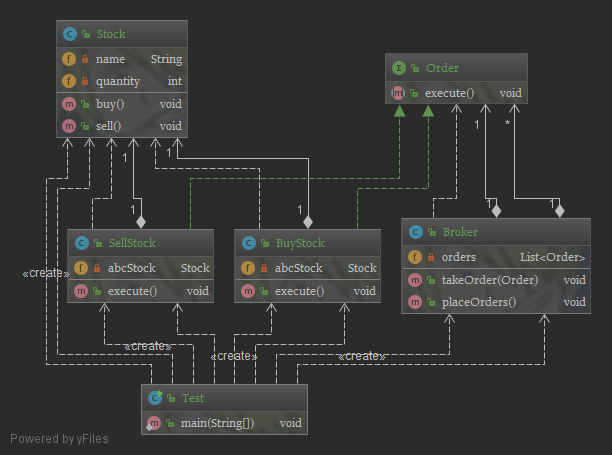 Stock
name String
quantity int
buy() void
sell() void
Order
execute() void
1
1
*
1
1
1
1
1
SellStock
abcStock Stock
execute() void
BuyStock
abcStock Stock
execute() void
Broker
orders List<Order>
takeOrder(Order) void
placeOrders() void
«create»
«create»
«create»
«create»
Test
main(String[]) void
Powered by yFiles